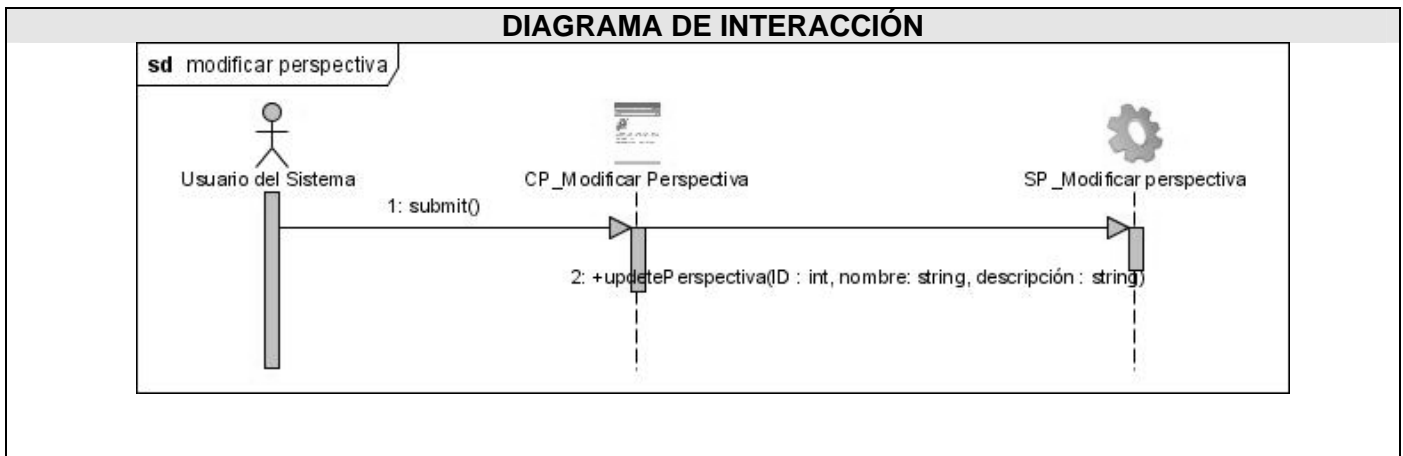 DIAGRAMA DE INTERACCIÓN
sd modificar perspectiva
Usuario del Sistema
CP_Modificar Perspectiva
SP_Modificar perspectiva
1: submit()
2: +updetePerspectiva(ID : int, nombre: string, descripción : string)